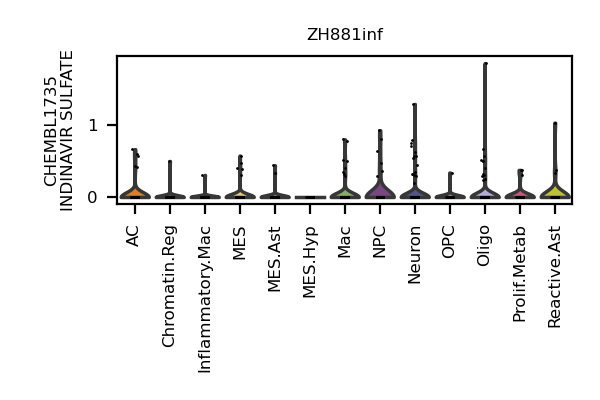 ZH881inf
CHEMBL1735
INDINAVIR SULFATE
1
0
AC
Chromatin.Reg
Inflammatory.Mac
MES
MES.Ast
MES.Hyp
Mac
NPC
Neuron
OPC
Oligo
Prolif.Metab
Reactive.Ast